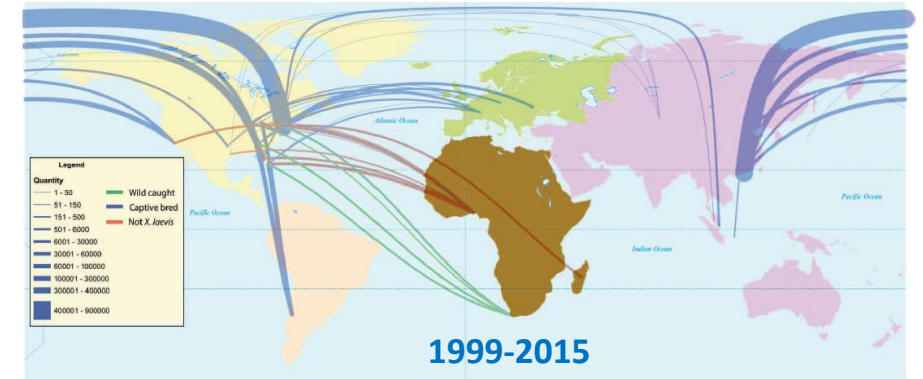 Atlantic Ocean
Legend
Quantity
1 - 50
51 - 150
151 - 500
501 - 6000
6001 - 30000
30001 - 60000
60001 - 100000
100001 - 300000
300001 - 400000
400001 - 900000
Wild caught
Captive bred
Not X. laevis
Pacific Ocean
Pacific Ocean
Indian Ocean
1999-2015